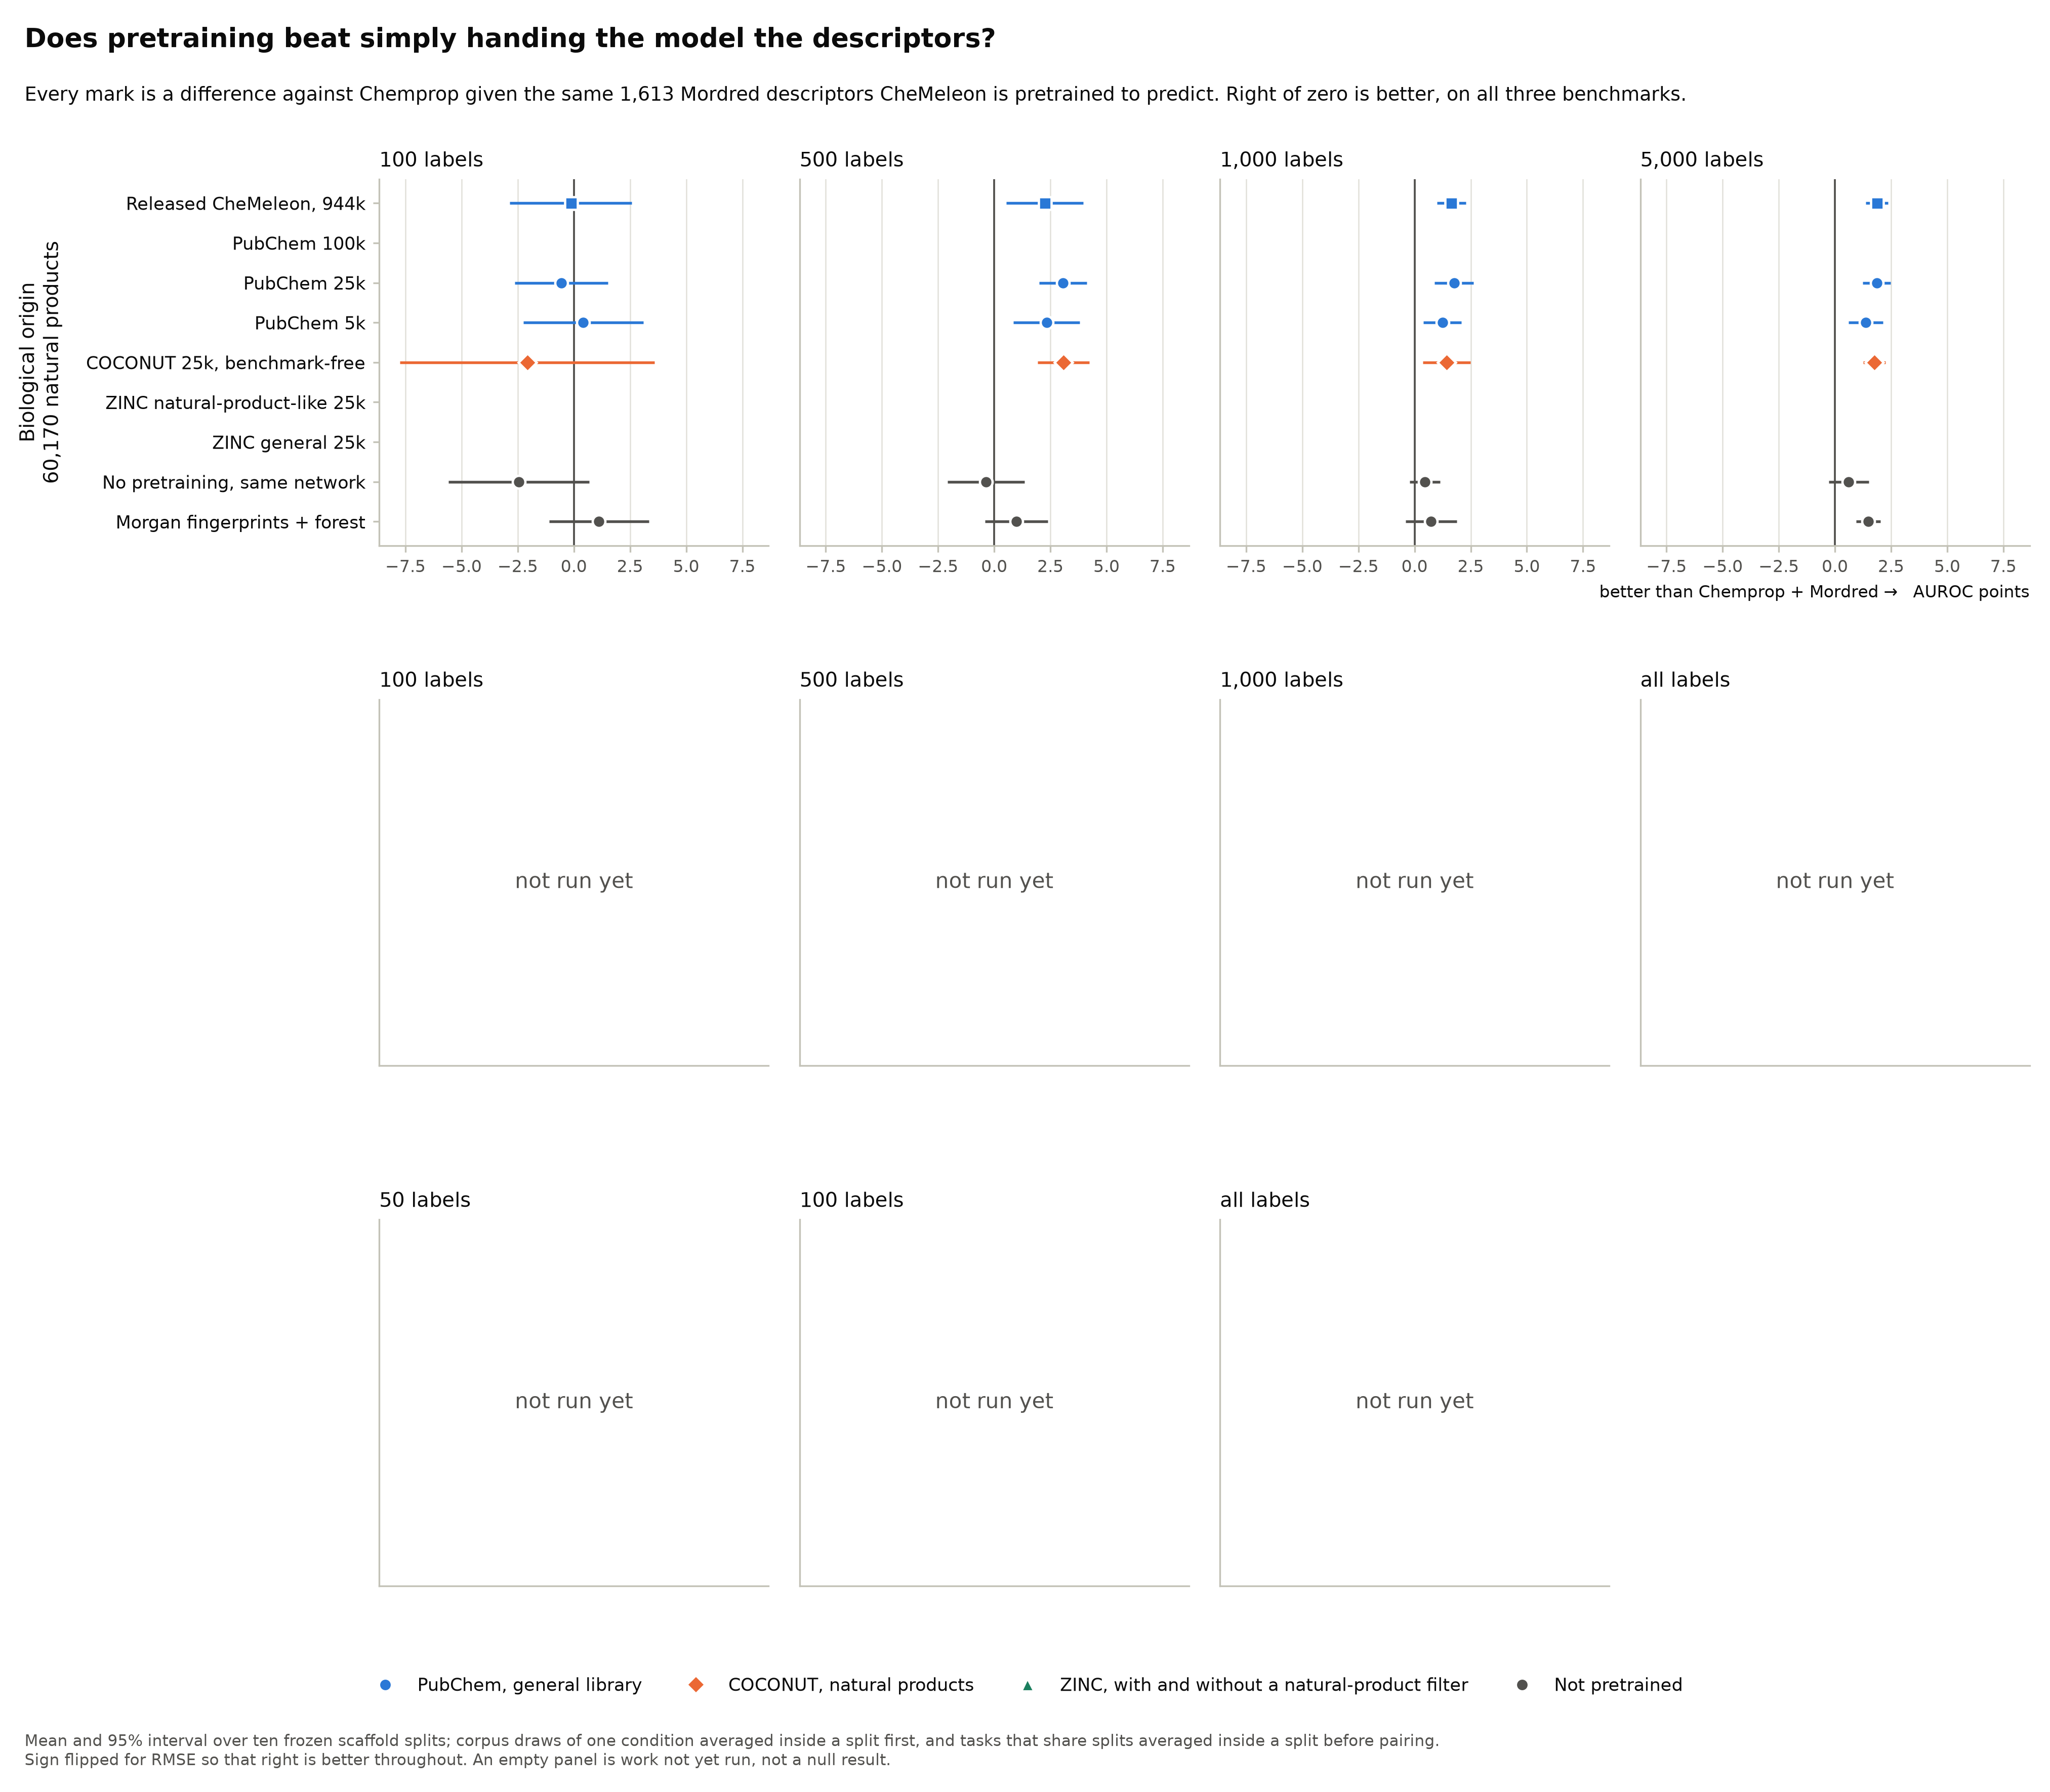 Does pretraining beat simply handing the model the descriptors?
Every mark is a difference against Chemprop given the same 1,613 Mordred descriptors CheMeleon is pretrained to predict. Right of zero is better, on all three benchmarks.
100 labels
500 labels
1,000 labels
5,000 labels
Biological origin
60,170 natural products
Released CheMeleon, 944k
PubChem 100k
PubChem 25k
PubChem 5k
COCONUT 25k, benchmark-free
ZINC natural-product-like 25k
ZINC general 25k
No pretraining, same network
Morgan fingerprints + forest
−7.5 −5.0 −2.5 0.0 2.5 5.0 7.5
−7.5 −5.0 −2.5 0.0 2.5 5.0 7.5
−7.5 −5.0 −2.5 0.0 2.5 5.0 7.5
−7.5 −5.0 −2.5 0.0 2.5 5.0 7.5
better than Chemprop + Mordred → AUROC points
100 labels
500 labels
1,000 labels
all labels
not run yet
not run yet
not run yet
not run yet
50 labels
100 labels
all labels
not run yet
not run yet
not run yet
PubChem, general library
COCONUT, natural products
ZINC, with and without a natural-product filter
Not pretrained
Mean and 95% interval over ten frozen scaffold splits; corpus draws of one condition averaged inside a split first, and tasks that share splits averaged inside a split before pairing.
Sign flipped for RMSE so that right is better throughout. An empty panel is work not yet run, not a null result.